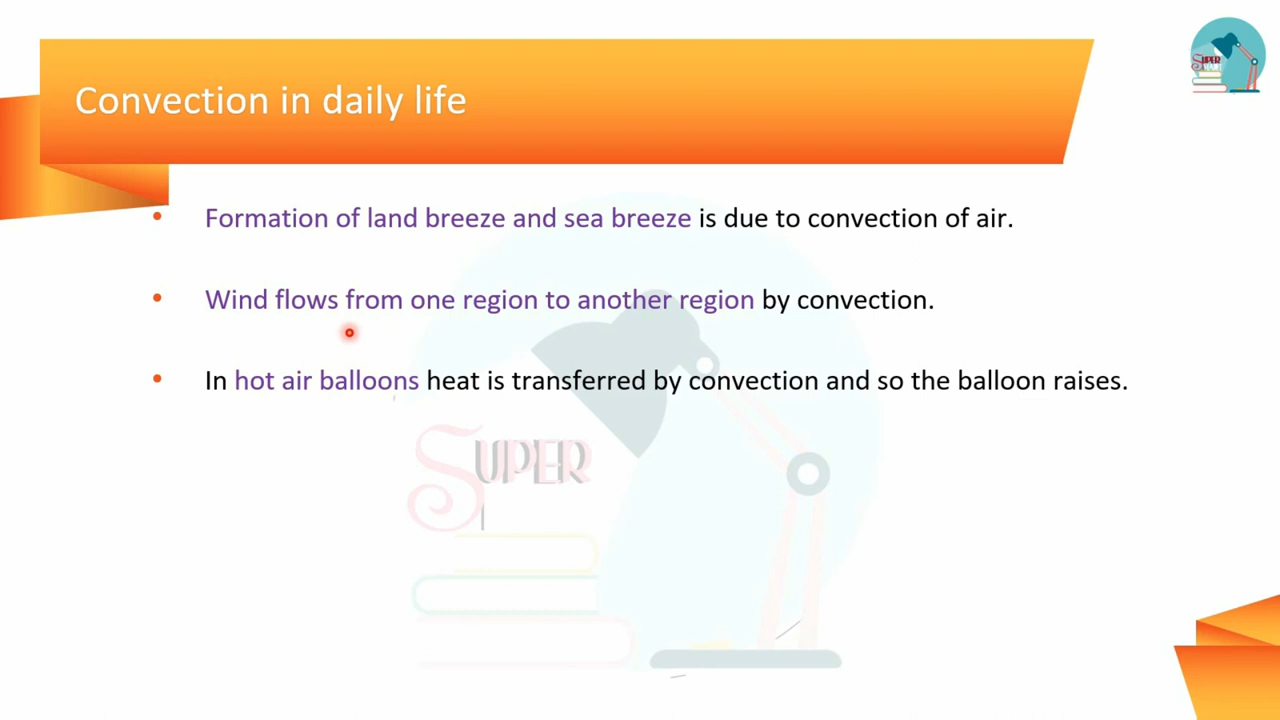 Convection in daily life
SUPER
• Formation of land breeze and sea breeze is due to convection of air.
• Wind flows from one region to another region by convection.
• In hot air balloons heat is transferred by convection and so the balloon raises.
SUPER